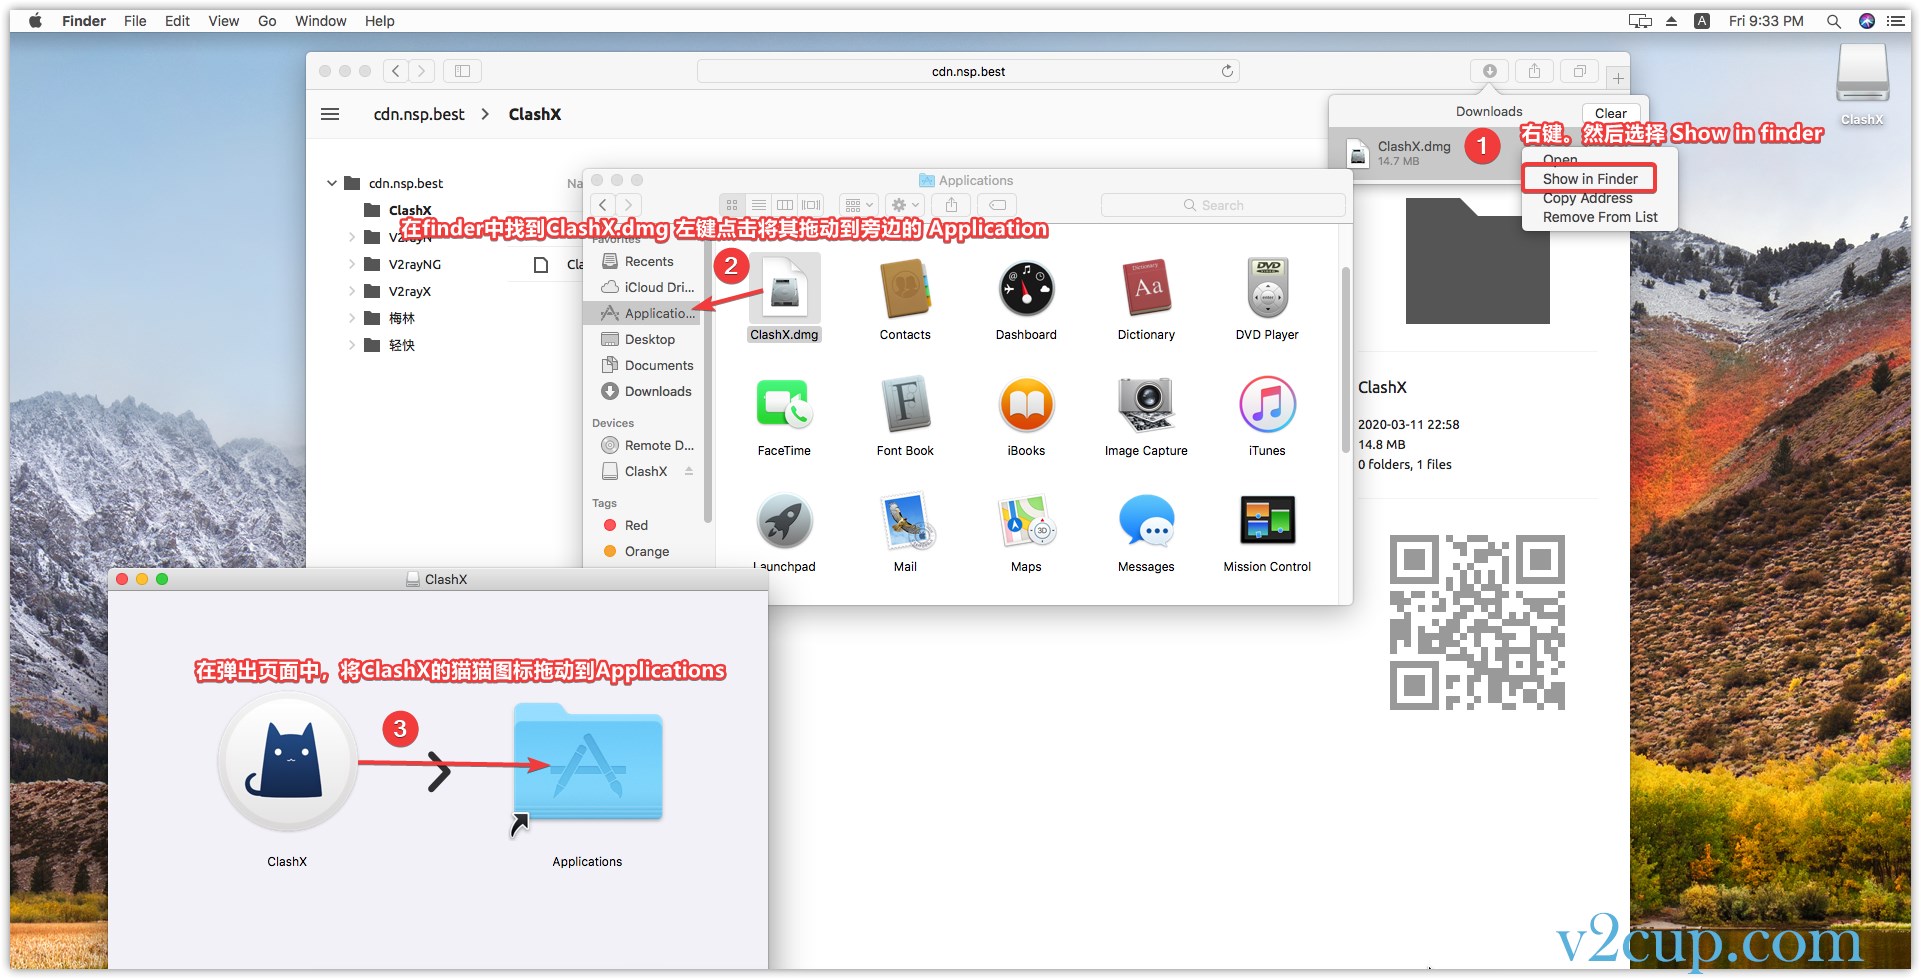 Finder File Edit View Go Window Help
A Fri 9:33 PM
cdn.nsp.best
ClashX
cdn.nsp.best ClashX
Downloads Clear
ClashX.dmg
14.7 MB
1
右键。然后选择 Show in finder
Open
Show in Finder
Copy Address
Remove From List
cdn.nsp.best
ClashX
V2rayN
V2rayNG
V2rayX
梅林
轻快
Na
Cla
Applications
Search
在finder中找到ClashX.dmg 左键点击将其拖动到旁边的 Application
2
Favorites
Recents
iCloud Dri...
Applicatio...
Desktop
Documents
Downloads
Devices
Remote D...
ClashX
Tags
Red
Orange
ClashX.dmg Contacts Dashboard Dictionary DVD Player
FaceTime Font Book iBooks Image Capture iTunes
Launchpad Mail Maps Messages Mission Control
ClashX
2020-03-11 22:58
14.8 MB
0 folders, 1 files
ClashX
在弹出页面中，将ClashX的猫猫图标拖动到Applications
3
ClashX Applications
v2cup.com